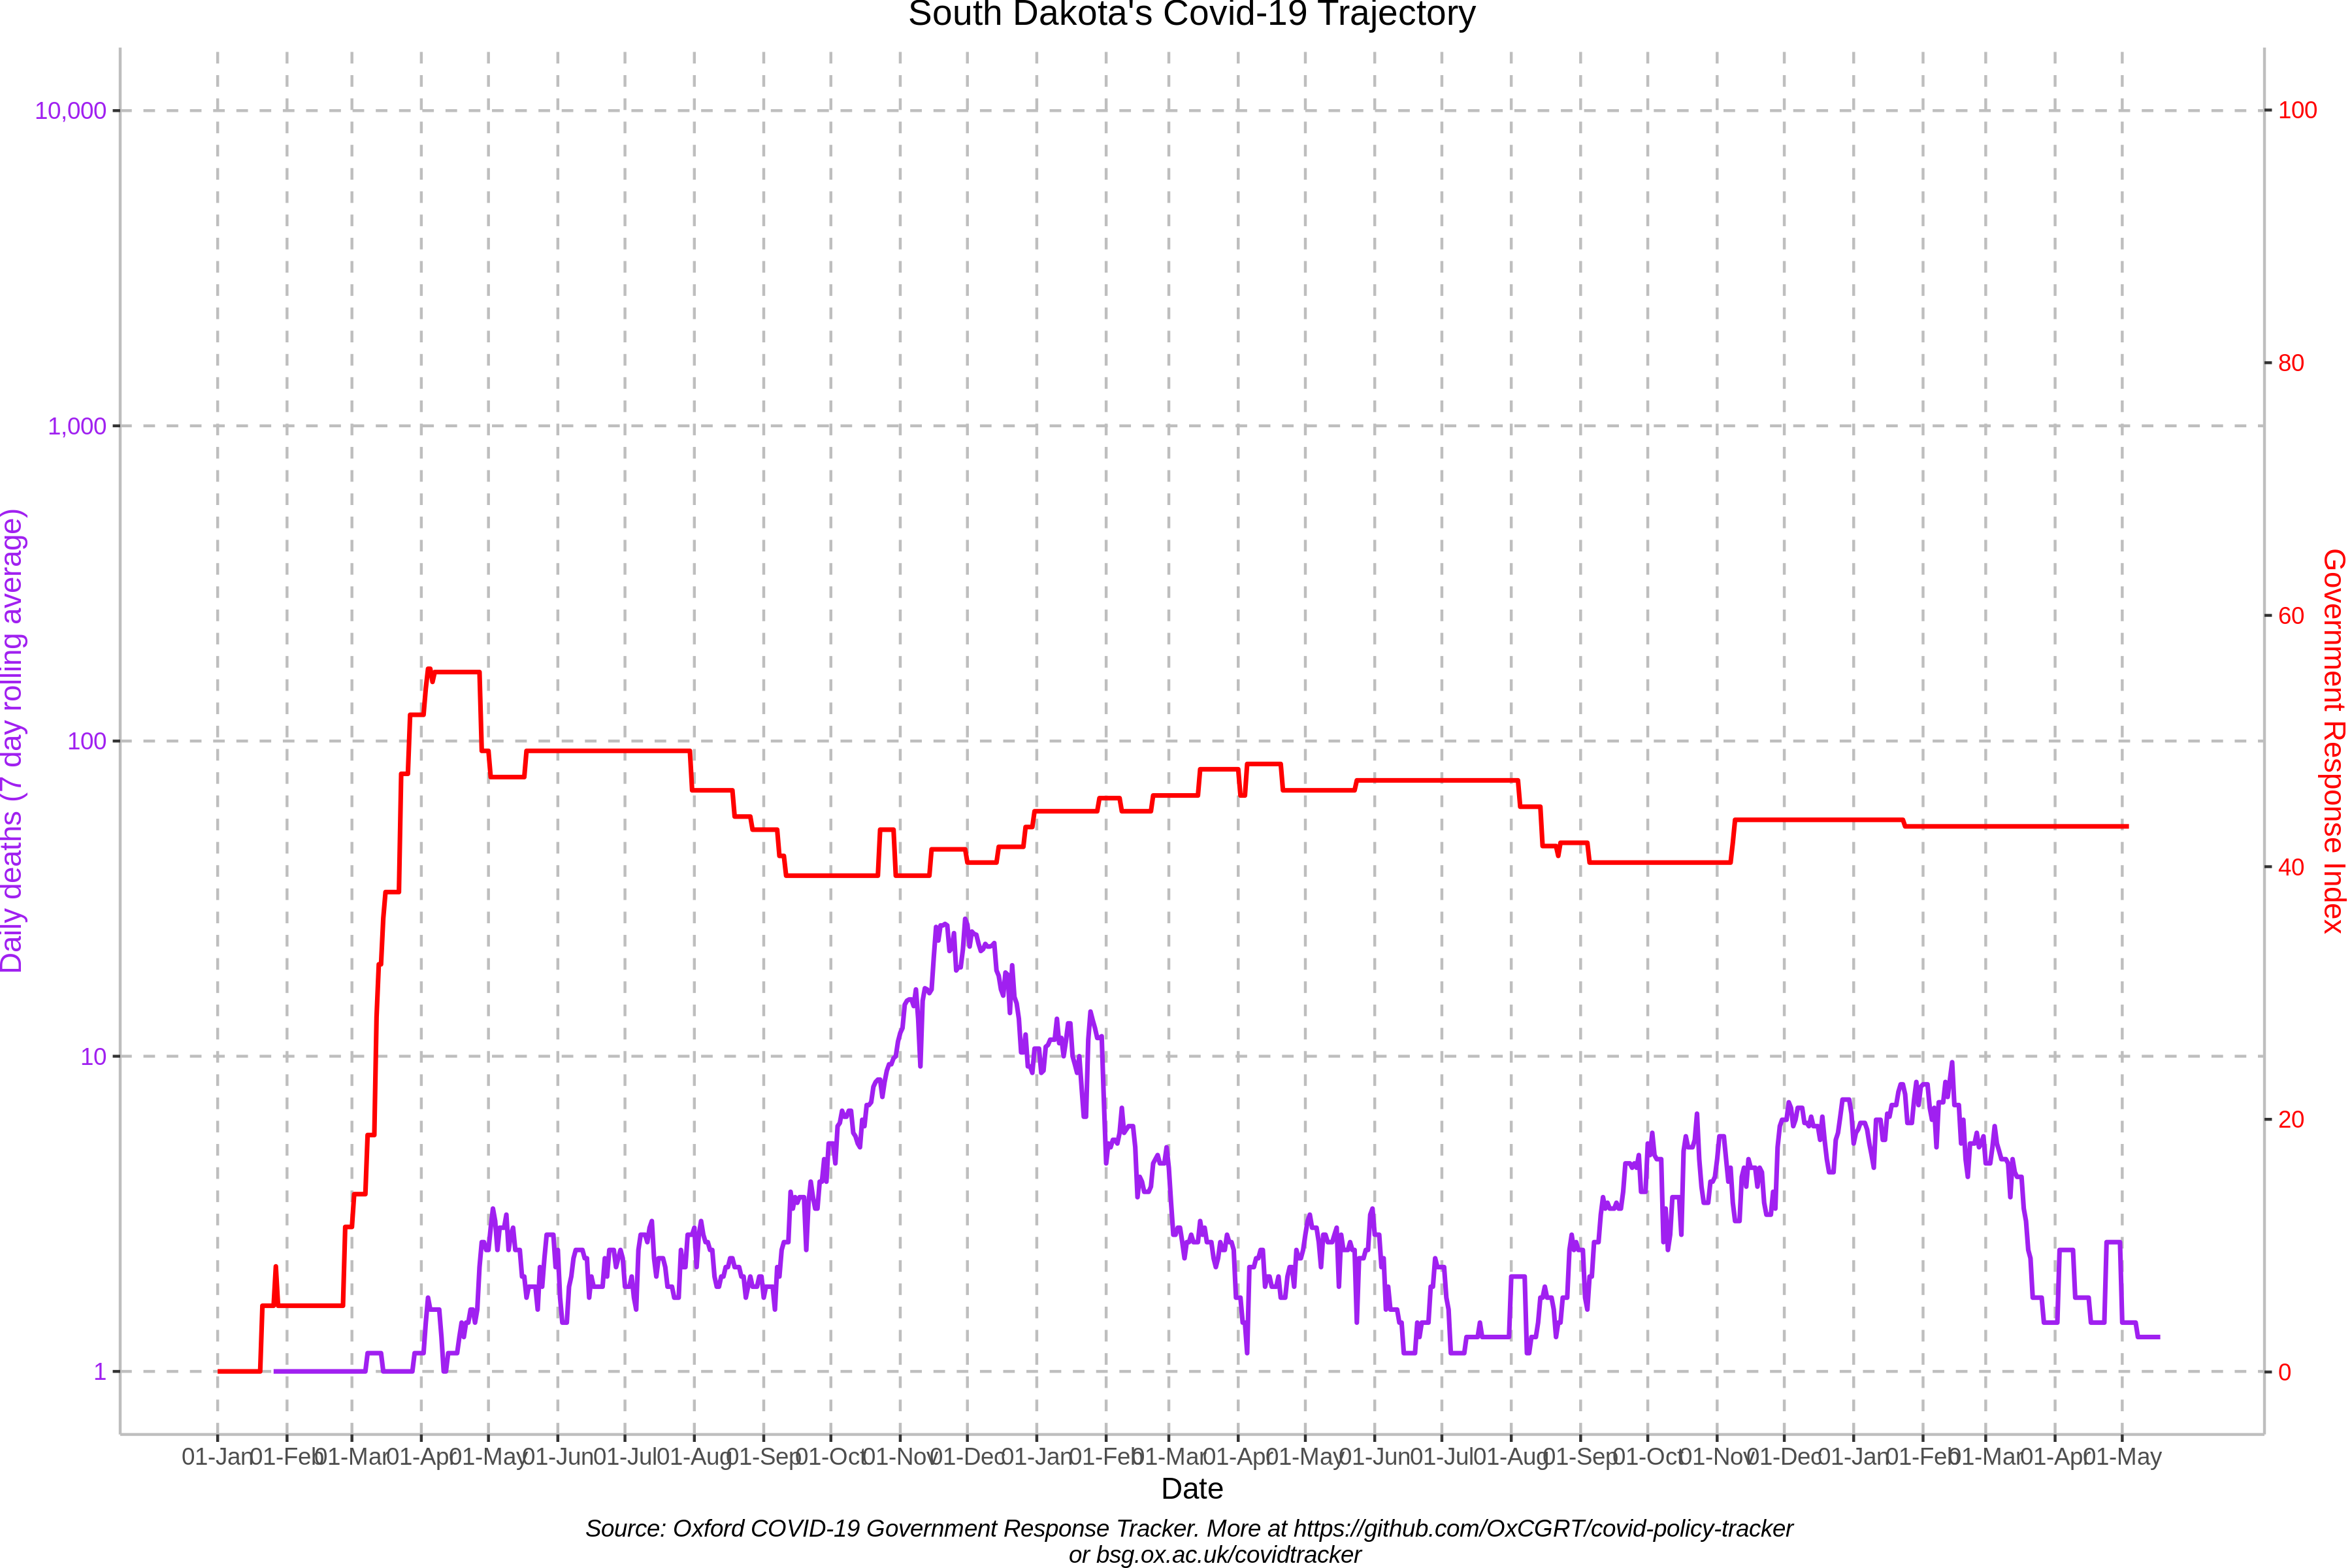 South Dakota's Covid-19 Trajectory
10,000
1,000
100
10
1
Daily deaths (7 day rolling average)
100
80
60
40
20
0
Government Response Index
01-Jan 01-Feb 01-Mar 01-Apr 01-May 01-Jun 01-Jul 01-Aug 01-Sep 01-Oct 01-Nov 01-Dec 01-Jan 01-Feb 01-Mar 01-Apr 01-May 01-Jun 01-Jul 01-Aug 01-Sep 01-Oct 01-Nov 01-Dec 01-Jan 01-Feb 01-Mar 01-Apr 01-May
Date
Source: Oxford COVID-19 Government Response Tracker. More at https://github.com/OxCGRT/covid-policy-tracker
or bsg.ox.ac.uk/covidtracker